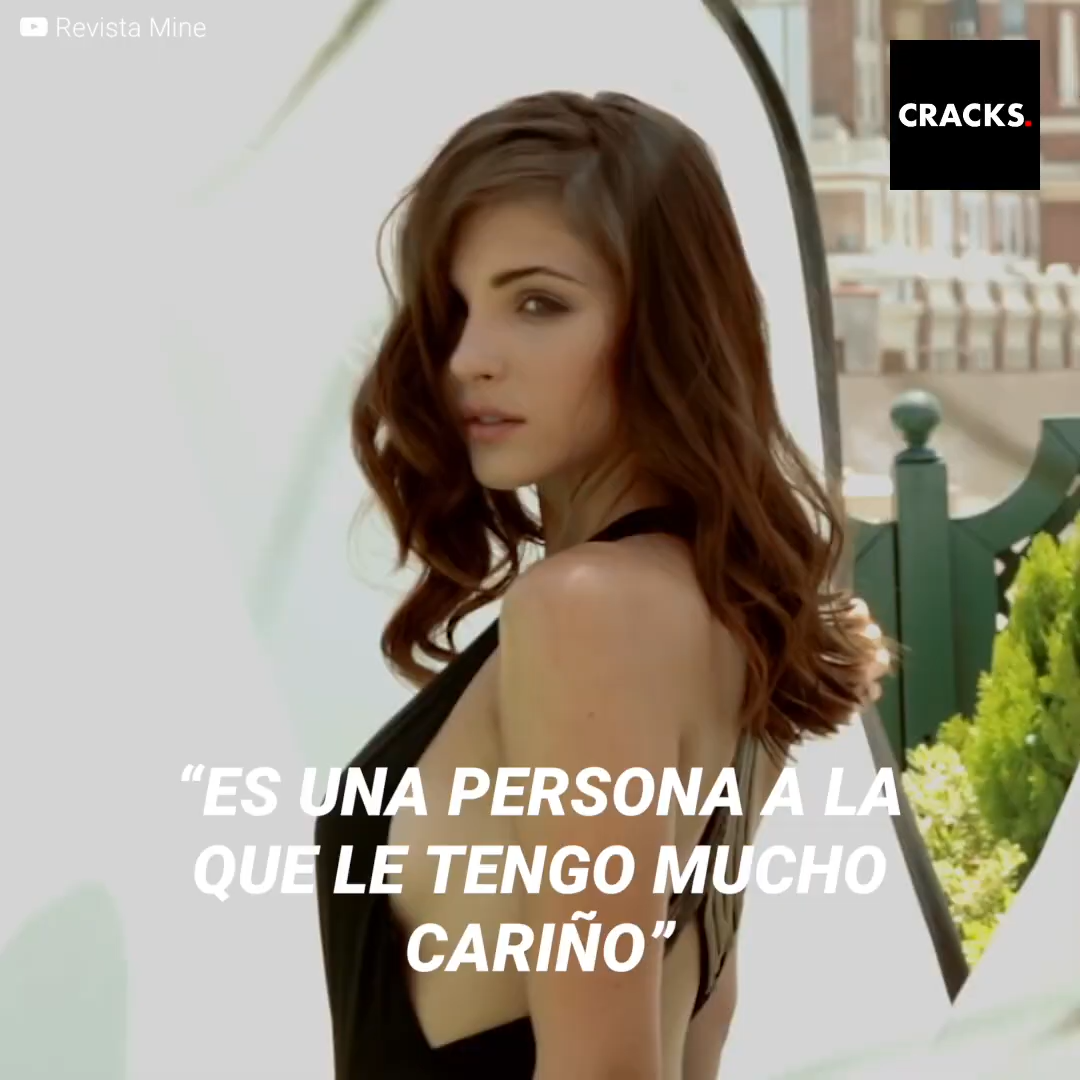 Revista Mine
CRACKS.
“ES UNA PERSONA A LA
QUE LE TENGO MUCHO
CARIÑO”